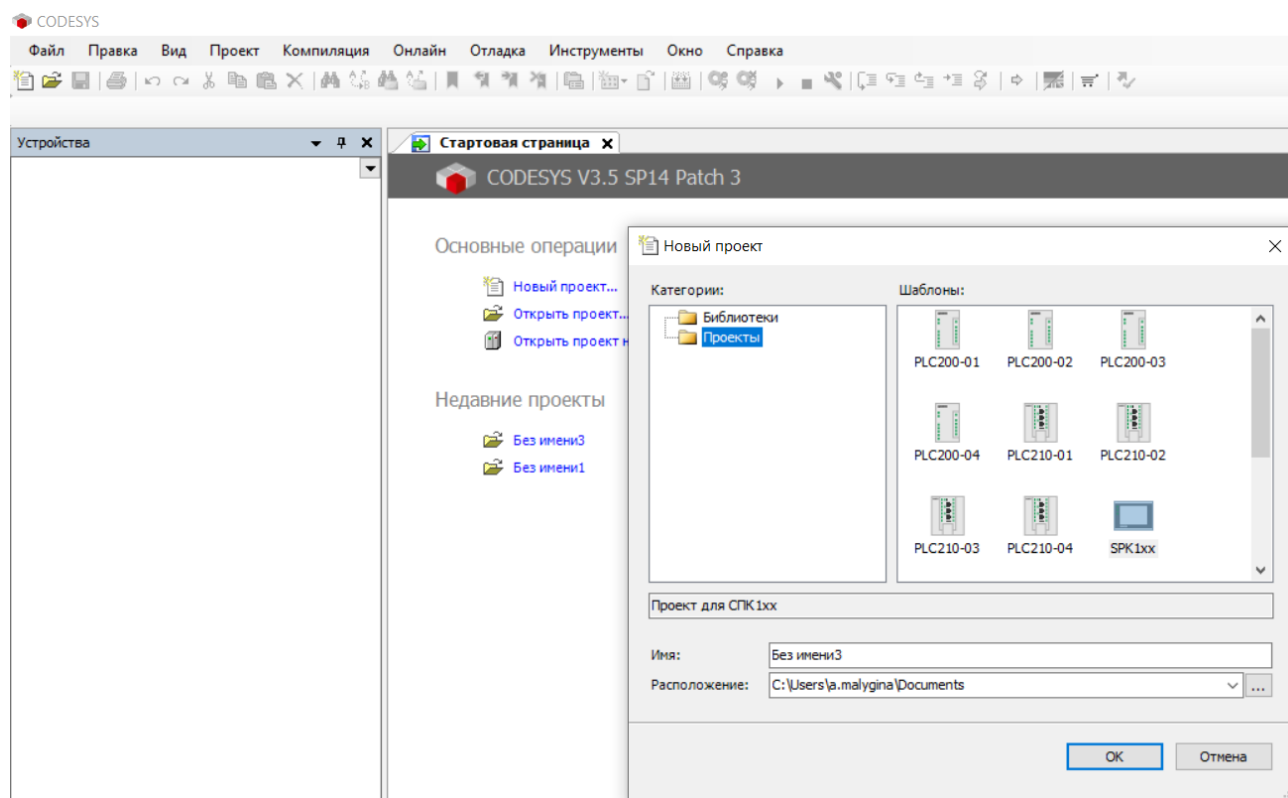 CODESYS
Файл Правка Вид Проект Компиляция Онлайн Отладка Инструменты Окно Справка
Устройства
Стартовая страница
CODESYS V3.5 SP14 Patch 3
Основные операции
Новый проект...
Открыть проект...
Открыть проект
Недавние проекты
Без имени3
Без имени1
Новый проект
Категории:
Библиотеки
Проекты
Шаблоны:
PLC200-01 PLC200-02 PLC200-03
PLC200-04 PLC210-01 PLC210-02
PLC210-03 PLC210-04 SPK1xx
Проект для СПК1xx
Имя: Без имени3
Расположение: C:\Users\a.malygina\Documents ...
OK Отмена